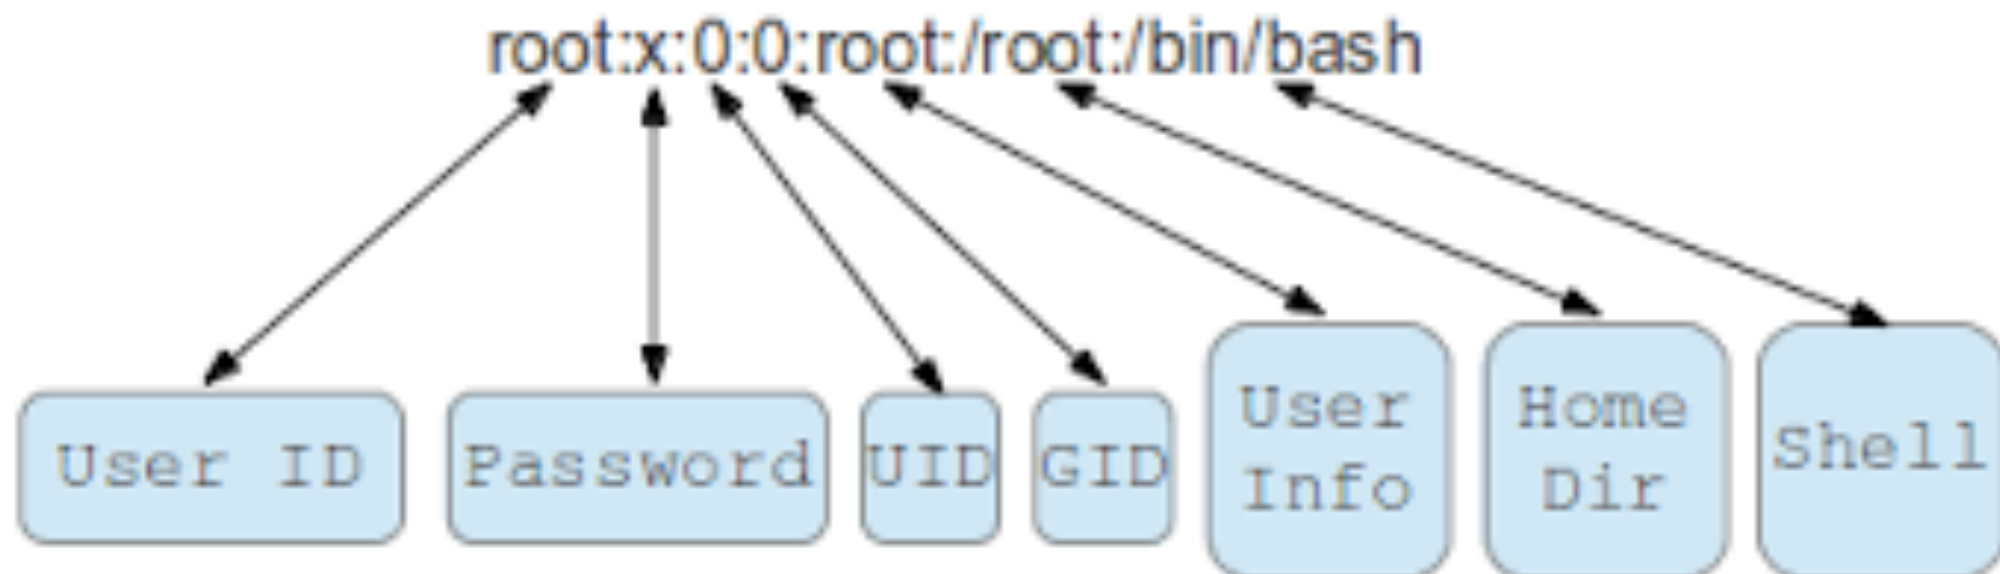 root:x:0:0:root:/root:/bin/bash
User ID
Password
UID
GID
User
Info
Home
Dir
Shell